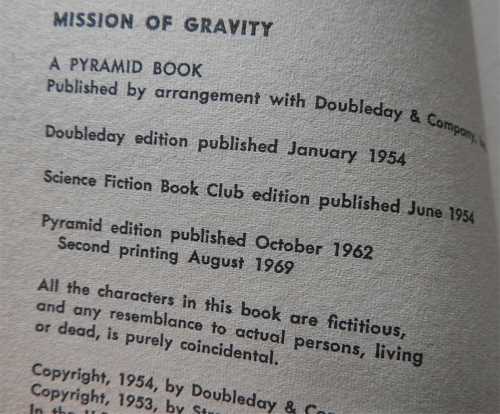 MISSION OF GRAVITY
A PYRAMID BOOK
Published by arrangement with Doubleday & Company,
Doubleday edition published January 1954
Science Fiction Book Club edition published June 1954
Pyramid edition published October 1962
Second printing August 1969
All the characters in this book are fictitious,
and any resemblance to actual persons, living
or dead, is purely coincidental.
Copyright, 1954, by Doubleday &
Copyright, 1953, by
In the